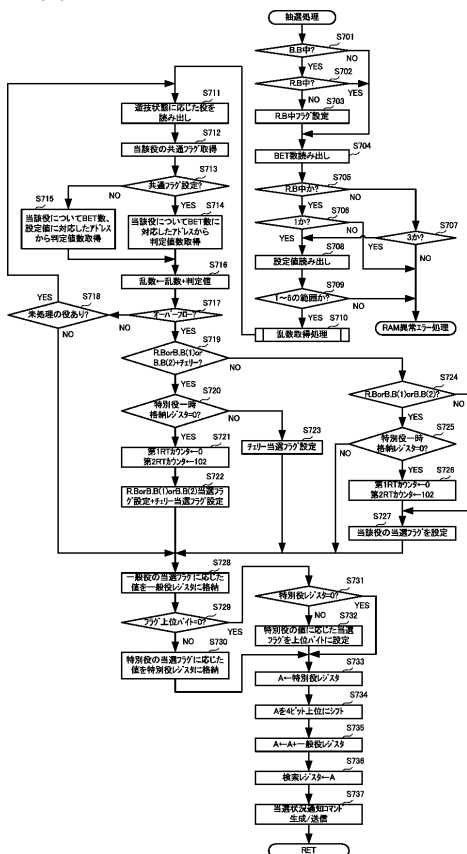 抽選処理
S701
B.B中?
YES
NO
S702
R.B中?
YES
NO
S703
R.B中フラグ設定
S704
BET数読み出し
S705
R.B中か?
YES
NO
S706
1か?
YES
NO
S707
3か?
YES
NO
S708
設定値読み出し
S709
1~6の範囲か?
YES
NO
S710
乱数取得処理
RAM異常エラー処理
S711
遊技状態に応じた役を
読み出し
S712
当該役の共通フラグ取得
S713
共通フラグ設定?
NO
YES
S715
当該役についてBET数、
設定値に対応したアドレス
から判定値数取得
S714
当該役についてBET数に
対応したアドレスから
判定値数取得
S716
乱数←乱数+判定値
S717
オーバーフロー?
NO
YES
S718
未処理の役あり?
YES
NO
S719
R.BorB.B(1)or
B.B(2)+チェリー?
YES
NO
S720
特別役一時
格納レジスタ=0?
YES
NO
S721
第1RTカウンタ←0
第2RTカウンタ←102
S722
R.BorB.B(1)orB.B(2)当選フラ
グ設定+チェリー当選フラグ設定
S723
チェリー当選フラグ設定
S724
R.BorB.B(1)orB.B(2)?
YES
NO
S725
特別役一時
格納レジスタ=0?
YES
NO
S726
第1RTカウンタ←0
第2RTカウンタ←102
S727
当該役の当選フラグを設定
S728
一般役の当選フラグに応じた
値を一般役レジスタに格納
S729
フラグ上位バイト=0?
NO
YES
S730
特別役の当選フラグに応じた
値を特別役レジスタに格納
S731
特別役レジスタ=0?
NO
YES
S732
特別役の値に応じた当選
フラグを上位バイトに設定
S733
A←特別役レジスタ
S734
Aを4ビット上位にシフト
S735
A←A+一般役レジスタ
S736
検索レジスタ←A
S737
当選状況通知コマンド
生成/送信
RET